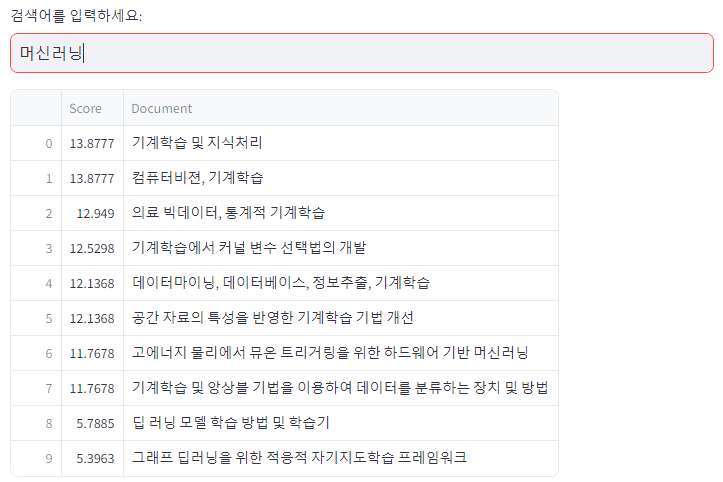 검색어를 입력하세요:
머신러닝
Score Document
0 13.8777 기계학습 및 지식처리
1 13.8777 컴퓨터비젼, 기계학습
2 12.949 의료 빅데이터, 통계적 기계학습
3 12.5298 기계학습에서 커널 변수 선택법의 개발
4 12.1368 데이터마이닝, 데이터베이스, 정보추출, 기계학습
5 12.1368 공간 자료의 특성을 반영한 기계학습 기법 개선
6 11.7678 고에너지 물리에서 뮤온 트리거링을 위한 하드웨어 기반 머신러닝
7 11.7678 기계학습 및 앙상블 기법을 이용하여 데이터를 분류하는 장치 및 방법
8 5.7885 딥 러닝 모델 학습 방법 및 학습기
9 5.3963 그래프 딥러닝을 위한 적응적 자기지도학습 프레임워크